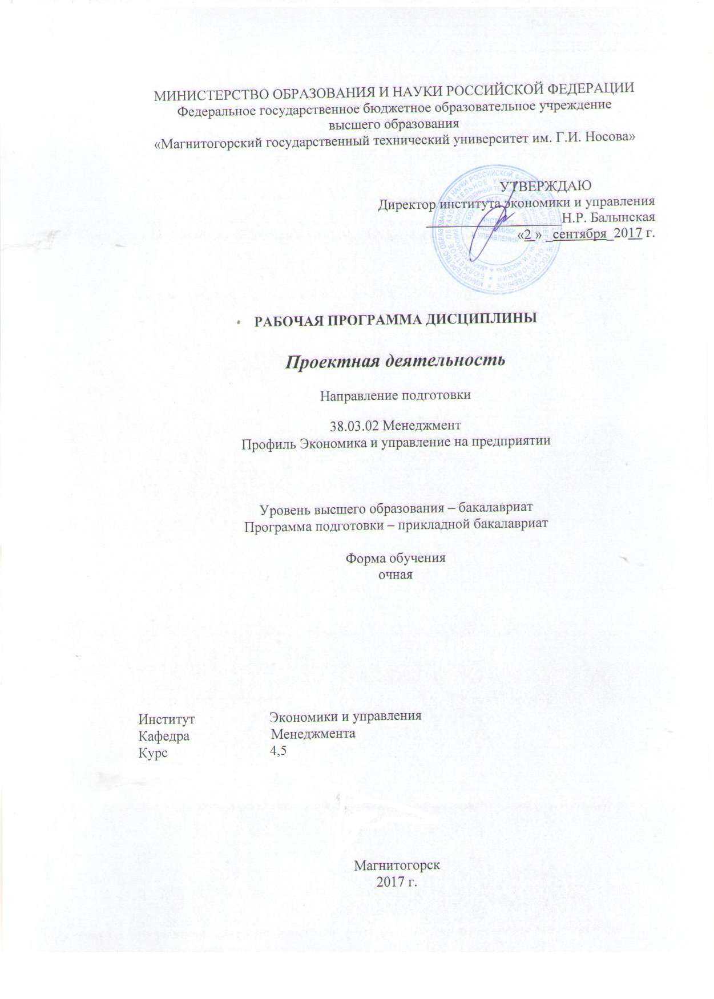 МИНИСТЕРСТВО ОБРАЗОВАНИЯ И НАУКИ РОССИЙСКОЙ ФЕДЕРАЦИИ
Федеральное государственное бюджетное образовательное учреждение
высшего образования
«Магнитогорский государственный технический университет им. Г.И. Носова»
УТВЕРЖДАЮ
Директор института экономики и управления
Н.Р. Балынская
«2» сентября 2017 г.
РАБОЧАЯ ПРОГРАММА ДИСЦИПЛИНЫ
Проектная деятельность
Направление подготовки
38.03.02 Менеджмент
Профиль Экономика и управление на предприятии
Уровень высшего образования – бакалавриат
Программа подготовки – прикладной бакалавриат
Форма обучения
очная
Институт Экономики и управления
Кафедра Менеджмента
Курс 4,5
Магнитогорск
2017 г.